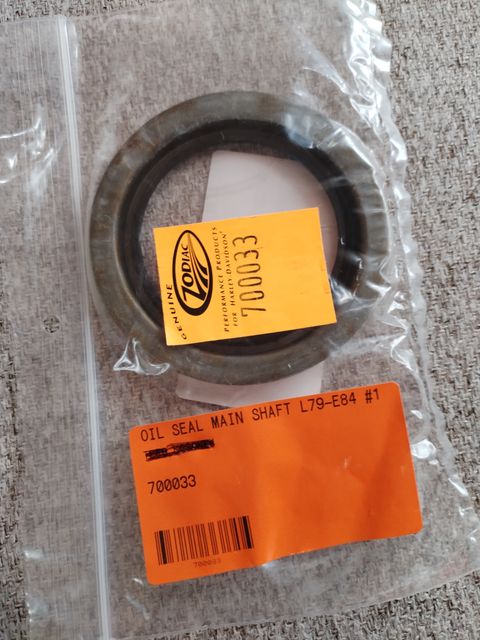 GENUINE
ZODIAC
PERFORMANCE PRODUCTS
FOR HARLEY-DAVIDSON
700033
OIL SEAL MAIN SHAFT L79-E84 #1
700033
700033